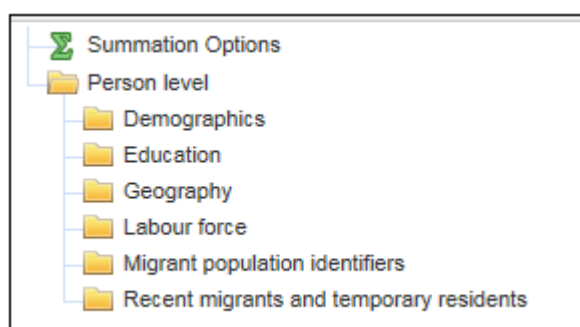 Summation Options
Person level
Demographics
Education
Geography
Labour force
Migrant population identifiers
Recent migrants and temporary residents